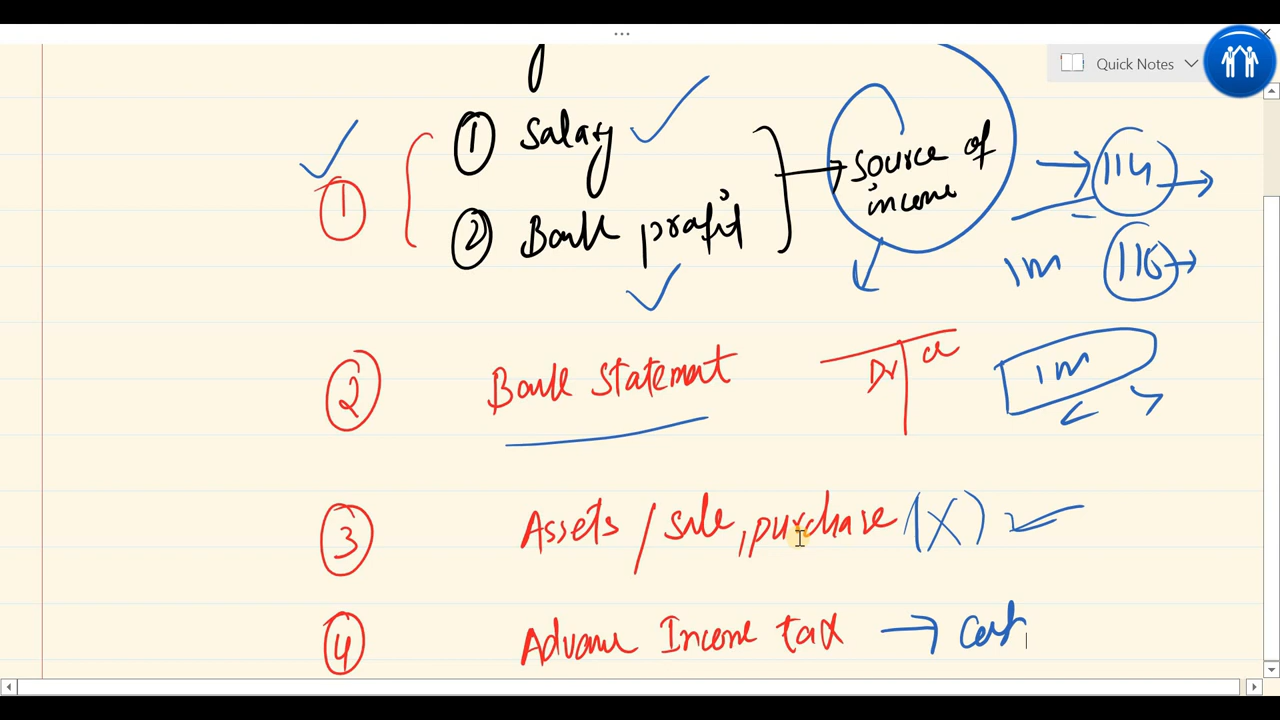 Quick Notes
① Salary
①
② Bank profit
Source of
income
→ 114 →
1m 116 →
② Bank Statement Dr Cr 1m
③ Assets / Sale, purchase (X)
④ Advance Income tax → Cert